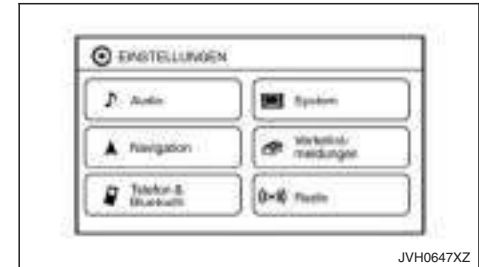 EINSTELLUNGEN
Audio
System
Navigation
Verkehrs-
meldungen
Telefon &
Bluetooth
Radio
JVH0647XZ